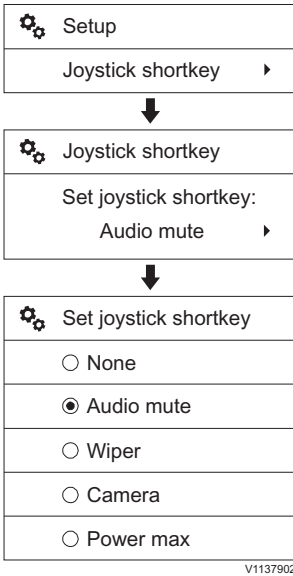 Setup
Joystick shortkey
Joystick shortkey
Set joystick shortkey:
Audio mute
Set joystick shortkey
None
Audio mute
Wiper
Camera
Power max
V1137902